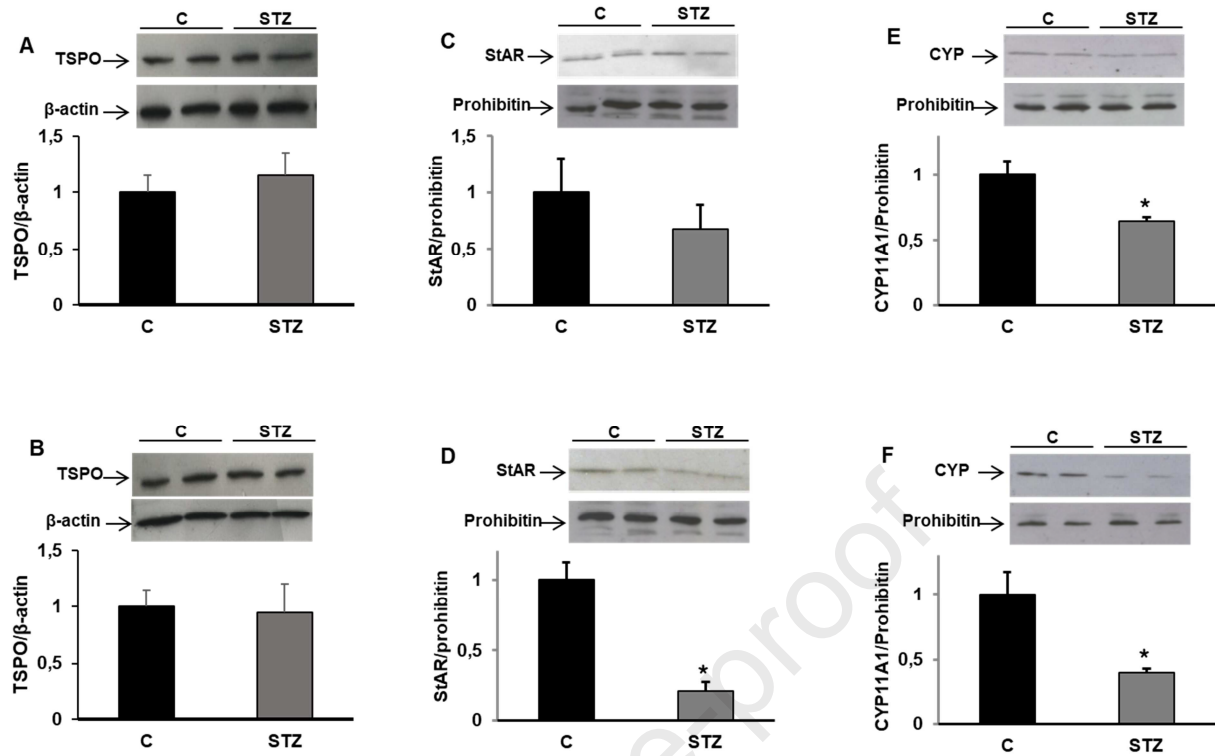 A
C STZ
TSPO
β-actin
1,5
1
0,5
0
TSPO/β-actin
C STZ
C
C STZ
StAR
Prohibitin
1,5
1
0,5
0
StAR/prohibitin
C STZ
E
C STZ
CYP
Prohibitin
1
0,5
0
CYP11A1/Prohibitin
*
C STZ
B
C STZ
TSPO
β-actin
1,5
1
0,5
0
TSPO/β-actin
C STZ
D
C STZ
StAR
Prohibitin
1
0,5
0
StAR/prohibitin
*
C STZ
F
C STZ
CYP
Prohibitin
1
0,5
0
CYP11A1/Prohibitin
*
C STZ
e-proof